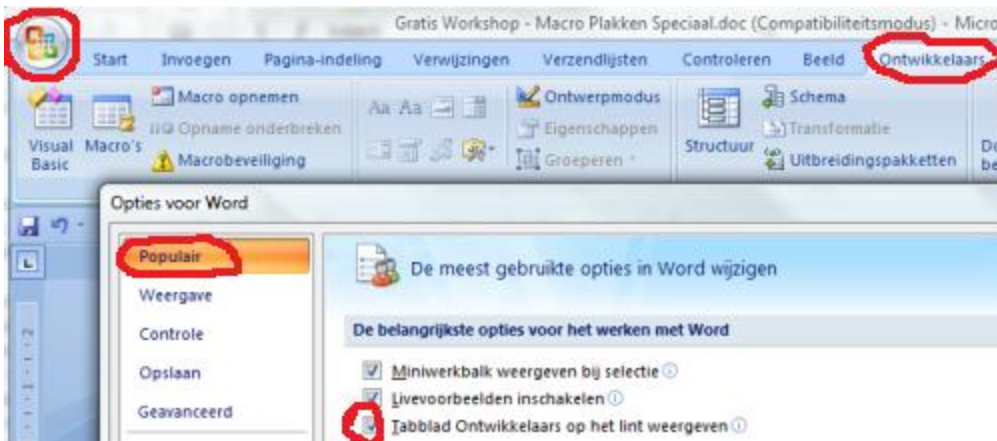 Gratis Workshop - Macro Plakken Speciaal.doc (Compatibiliteitsmodus) - Micro
Start Invoegen Pagina-indeling Verwijzingen Verzendlijsten Controleren Beeld Ontwikkelaars
Macro opnemen Aa Aa Ontwerpmodus Schema
Opname onderbreken Eigenschappen Transformatie
Visual Basic Macro's Macrobeveiliging Groeperen Structuur Uitbreidingspakketten
Opties voor Word
Populair
De meest gebruikte opties in Word wijzigen
Weergave
Controle
De belangrijkste opties voor het werken met Word
Opslaan
Miniwerkbalk weergeven bij selectie
Livevoorbeelden inschakelen
Geavanceerd
Tabblad Ontwikkelaars op het lint weergeven